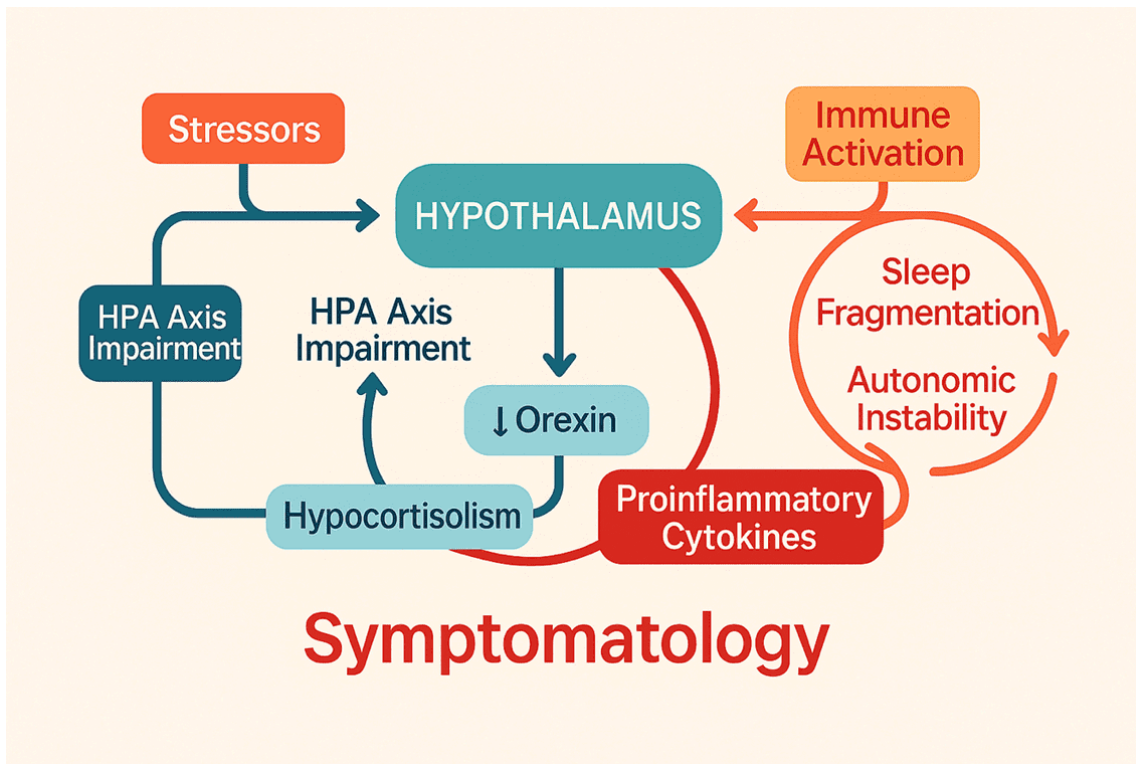 Stressors
Immune
Activation
HYPOTHALAMUS
Sleep
Fragmentation
HPA Axis
Impairment
HPA Axis
Impairment
Autonomic
Instability
↓ Orexin
Hypocortisolism
Proinflammatory
Cytokines
Symptomatology